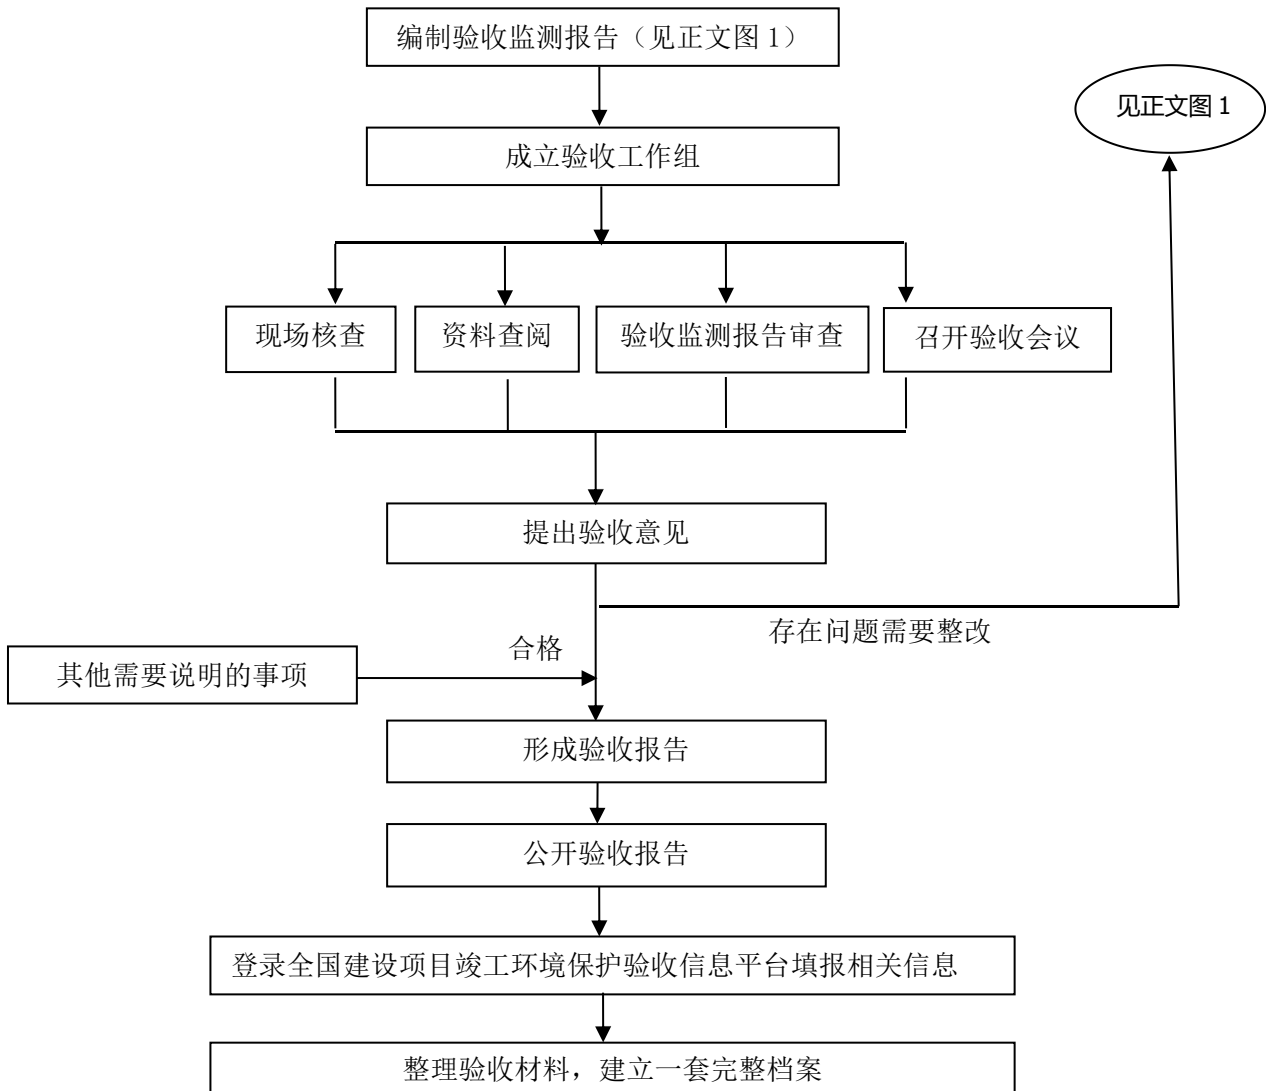 编制验收监测报告（见正文图 1）
见正文图 1
成立验收工作组
现场核查
资料查阅
验收监测报告审查
召开验收会议
提出验收意见
存在问题需要整改
合格
其他需要说明的事项
形成验收报告
公开验收报告
登录全国建设项目竣工环境保护验收信息平台填报相关信息
整理验收材料，建立一套完整档案